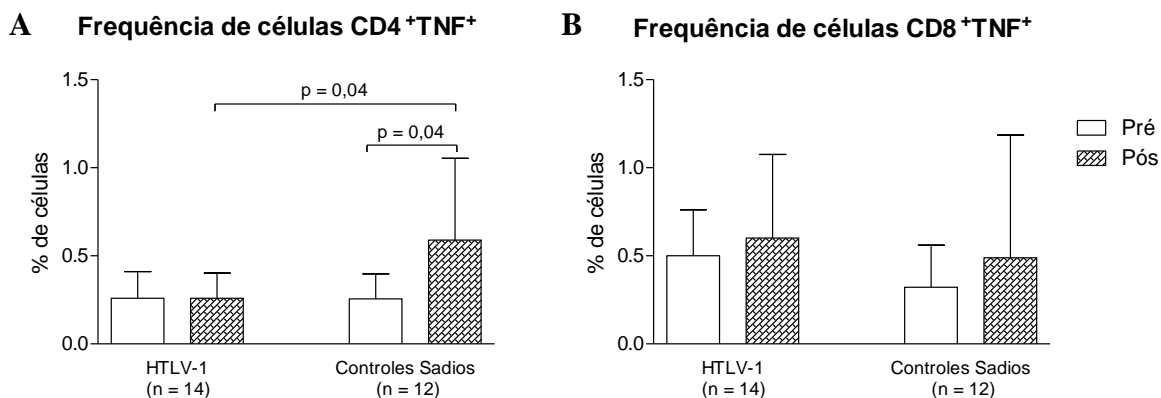 A Frequência de células CD4 +TNF+
1.5
1.0
0.5
0.0
% de células
p = 0,04
p = 0,04
HTLV-1
(n = 14)
Controles Sadios
(n = 12)
B Frequência de células CD8 +TNF+
1.5
1.0
0.5
0.0
% de células
HTLV-1
(n = 14)
Controles Sadios
(n = 12)
Pré
Pós